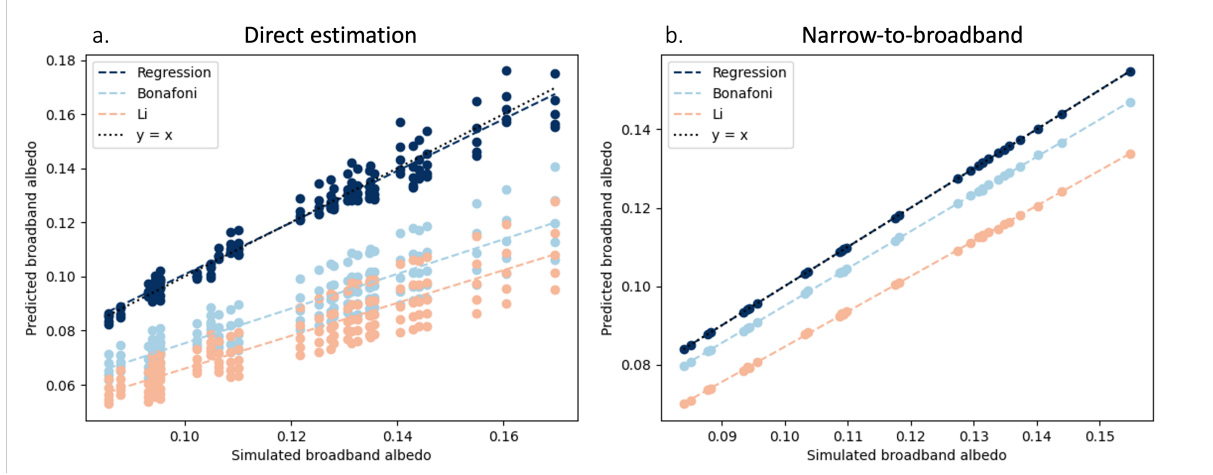 a.
Direct estimation
0.18
0.16
0.14
0.12
0.10
0.08
0.06
Predicted broadband albedo
Regression
Bonafoni
Li
y = x
0.10 0.12 0.14 0.16
Simulated broadband albedo
b.
Narrow-to-broadband
0.14
0.12
0.10
0.08
Predicted broadband albedo
Regression
Bonafoni
Li
y = x
0.09 0.10 0.11 0.12 0.13 0.14 0.15
Simulated broadband albedo